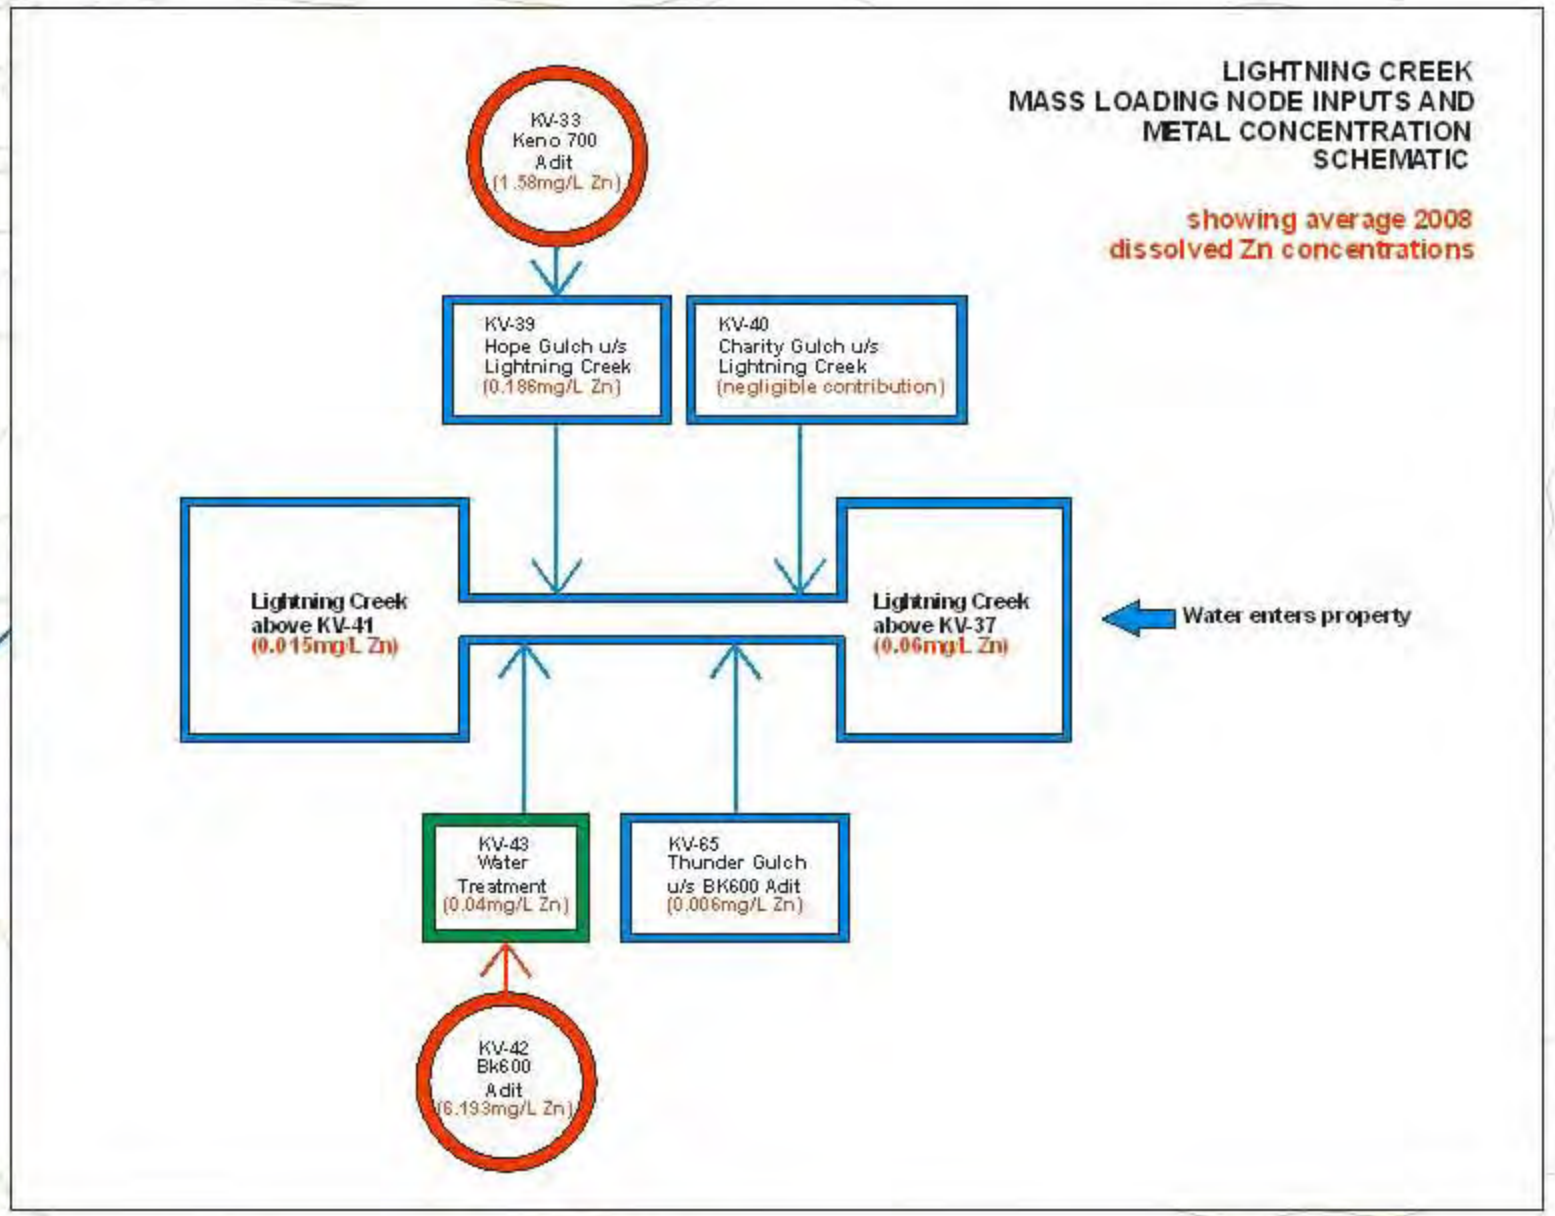 LIGHTNING CREEK
MASS LOADING NODE INPUTS AND
METAL CONCENTRATION
SCHEMATIC
showing average 2008
dissolved Zn concentrations
KV-33
Keno 700
Adit
(1.58mg/L Zn)
KV-39
Hope Gulch u/s
Lightning Creek
(0.186mg/L Zn)
KV-40
Charity Gulch u/s
Lightning Creek
(negligible contribution)
Lightning Creek
above KV-41
(0.015mg/L Zn)
Lightning Creek
above KV-37
(0.06mg/L Zn)
Water enters property
KV-43
Water
Treatment
(0.04mg/L Zn)
KV-65
Thunder Gulch
u/s BK600 Adit
(0.006mg/L Zn)
KV-42
Bk600
Adit
(6.193mg/L Zn)